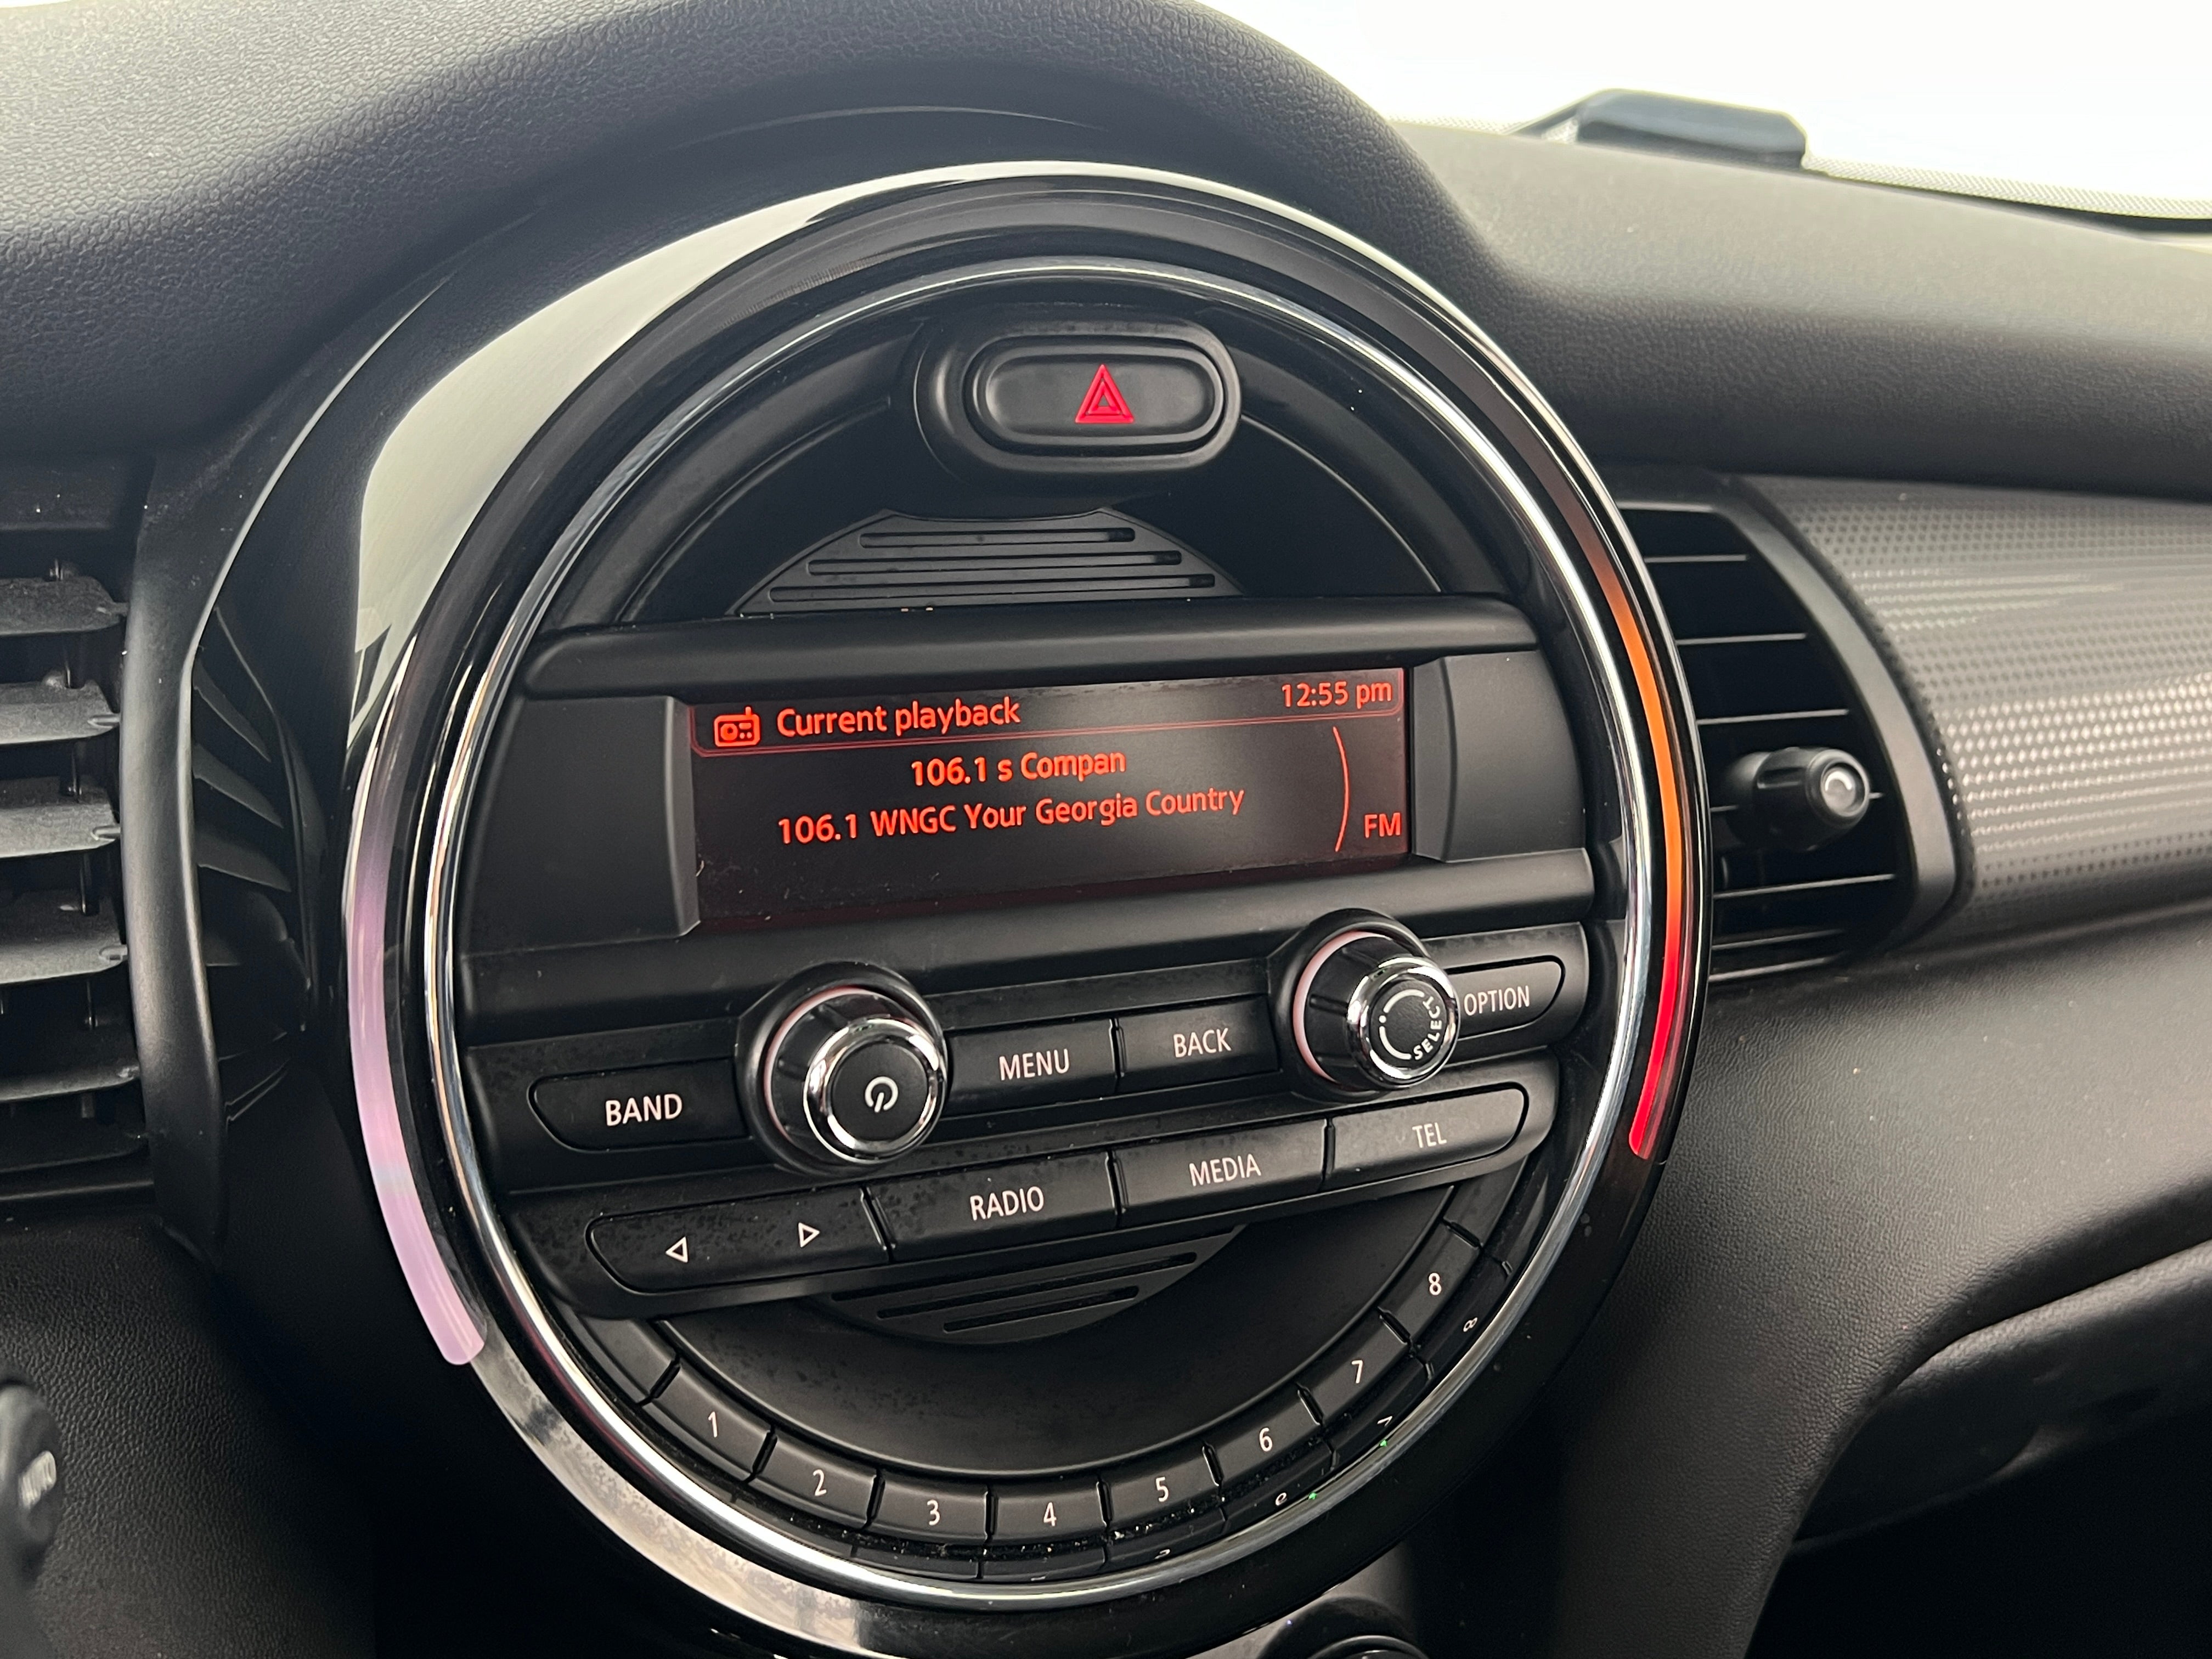 Current playback 12:55 pm
106.1 s Compan
106.1 WNGC Your Georgia Country
FM
BAND MENU BACK SELECT OPTION
RADIO MEDIA TEL
1 2 3 4 5 6 7 8